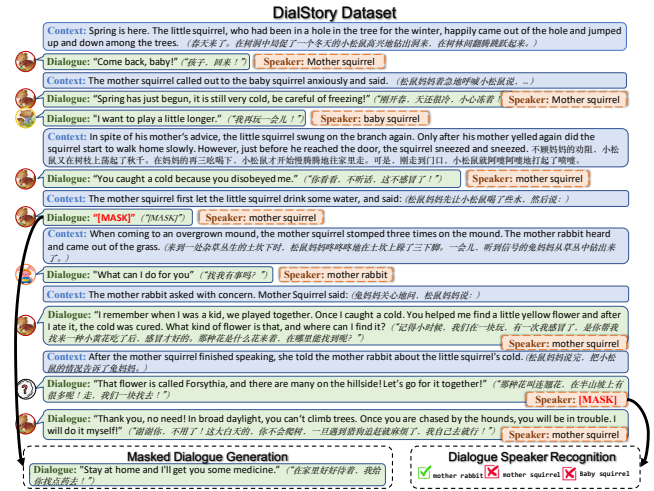 DialStory Dataset
Context: Spring is here. The little squirrel, who had been in a hole in the tree for the winter, happily came out of the hole and jumped
up and down among the trees. (春天来了。在树洞中局促了一个冬天的小松鼠高兴地钻出洞来，在树林间翻腾跳跃起来。)
Dialogue: "Come back, baby!" ("孩子，回来！") Speaker: Mother squirrel
Context: The mother squirrel called out to the baby squirrel anxiously and said. (松鼠妈妈着急地呼喊小松鼠说，…)
Dialogue: "Spring has just begun, it is still very cold, be careful of freezing!" ("刚开春，天还很冷，小心冻着！ Speaker: Mother squirrel
Dialogue: "I want to play a little longer." ("我再玩一会儿！") Speaker: baby squirrel
Context: In spite of his mother's advice, the little squirrel swung on the branch again. Only after his mother yelled again did the
squirrel start to walk home slowly. However, just before he reached the door, the squirrel sneezed and sneezed. 不顾妈妈的劝阻，小松
鼠又在树枝上荡起了秋千。在妈妈的再三吆喝下，小松鼠才开始慢腾腾往家里走。可是，刚走到门口，小松鼠就阿嚏阿嚏地打起了喷嚏。
Dialogue: "You caught a cold because you disobeyed me." ("你看看，不听话，这不感冒了！") Speaker: mother squirrel
Context: The mother squirrel first let the little squirrel drink some water, and said: (松鼠妈妈先让小松鼠喝了些水，然后说：)
Dialogue: "[MASK]" ("[MASK]") Speaker: mother squirrel
Context: When coming to an overgrown mound, the mother squirrel stomped three times on the mound. The mother rabbit heard
and came out of the grass. (来到一处杂草丛生的土坎下时，松鼠妈妈咚咚咚地在土坎上跺了三下脚。一会儿，听到信号的兔妈妈从草丛中钻出来
了。)
Dialogue: "What can I do for you" ("找我有事吗？") Speaker: mother rabbit
Context: The mother rabbit asked with concern. MotherSquirrel said: (兔妈妈关心地问，松鼠妈妈说：)
Dialogue: "I remember when I was a kid, we played together. Once I caught a cold. You helped me find a little yellow flower and after
I ate it, the cold was cured. What kind of flower is that, and where can I find it? ("记得小时候，我们在一块玩，有一次我感冒了，是你帮我
找来一种小黄花吃了后，感冒才好的。那种花是什么花来着，在哪里能找到呢？") Speaker: mother squirrel
Context: After the mother squirrel finished speaking, she told the mother rabbit about the little squirrel's cold. (松鼠妈妈说完，把小松
鼠的情况告诉了兔妈妈。)
Dialogue: "That flower is called Forsythia, and there are many on the hillside! Let's go for it together!" ("那种花叫连翘花，在半山坡上有
很多呢！走，我们一块找去！") Speaker: [MASK]
?
Dialogue: "Thank you, no need! In broad daylight, you can't climb trees. Once you are chased by the hounds, you will be in trouble. I
will do it myself!" ("谢谢你，不用了！这大白天的，你不会爬树，一旦遇到猎狗追赶就麻烦了，我自己去就行！") Speaker: mother squirrel
Masked Dialogue Generation
Dialogue: "Stay at home and I'll get you some medicine." ("在家里好好待着，我给
你找点药去！")
Dialogue Speaker Recognition
mother rabbit mother squirrel Baby squirrel